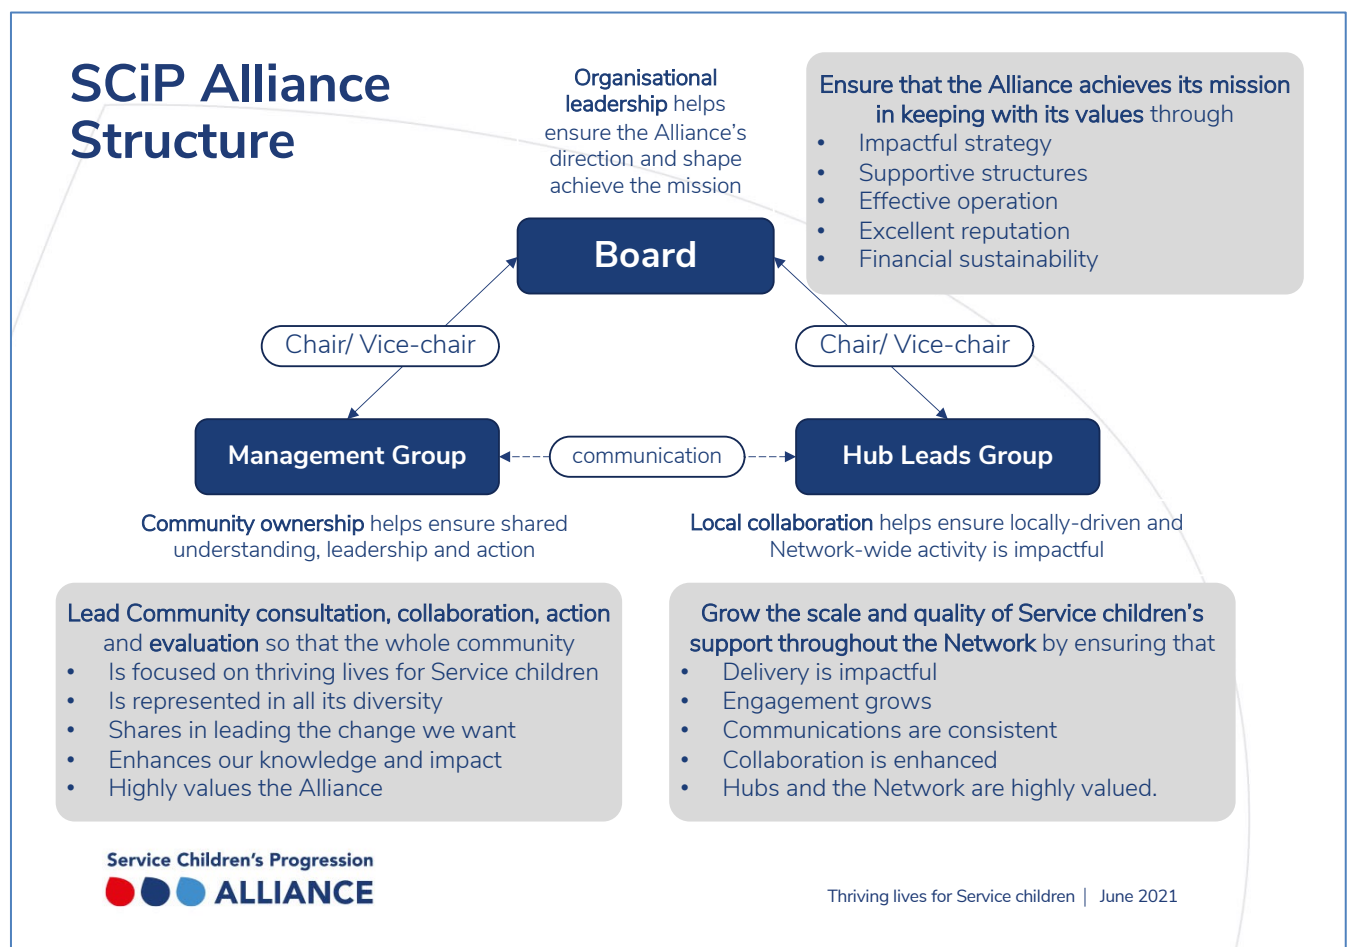 SCiP Alliance
Structure
Organisational
leadership helps
ensure the Alliance's
direction and shape
achieve the mission
Ensure that the Alliance achieves its mission
in keeping with its values through
• Impactful strategy
• Supportive structures
• Effective operation
• Excellent reputation
• Financial sustainability
Board
Chair/ Vice-chair
Chair/ Vice-chair
Management Group
communication
Hub Leads Group
Community ownership helps ensure shared
understanding, leadership and action
Local collaboration helps ensure locally-driven and
Network-wide activity is impactful
Lead Community consultation, collaboration, action
and evaluation so that the whole community
• Is focused on thriving lives for Service children
• Is represented in all its diversity
• Shares in leading the change we want
• Enhances our knowledge and impact
• Highly values the Alliance
Grow the scale and quality of Service children's
support throughout the Network by ensuring that
• Delivery is impactful
• Engagement grows
• Communications are consistent
• Collaboration is enhanced
• Hubs and the Network are highly valued.
Service Children's Progression
ALLIANCE
Thriving lives for Service children | June 2021